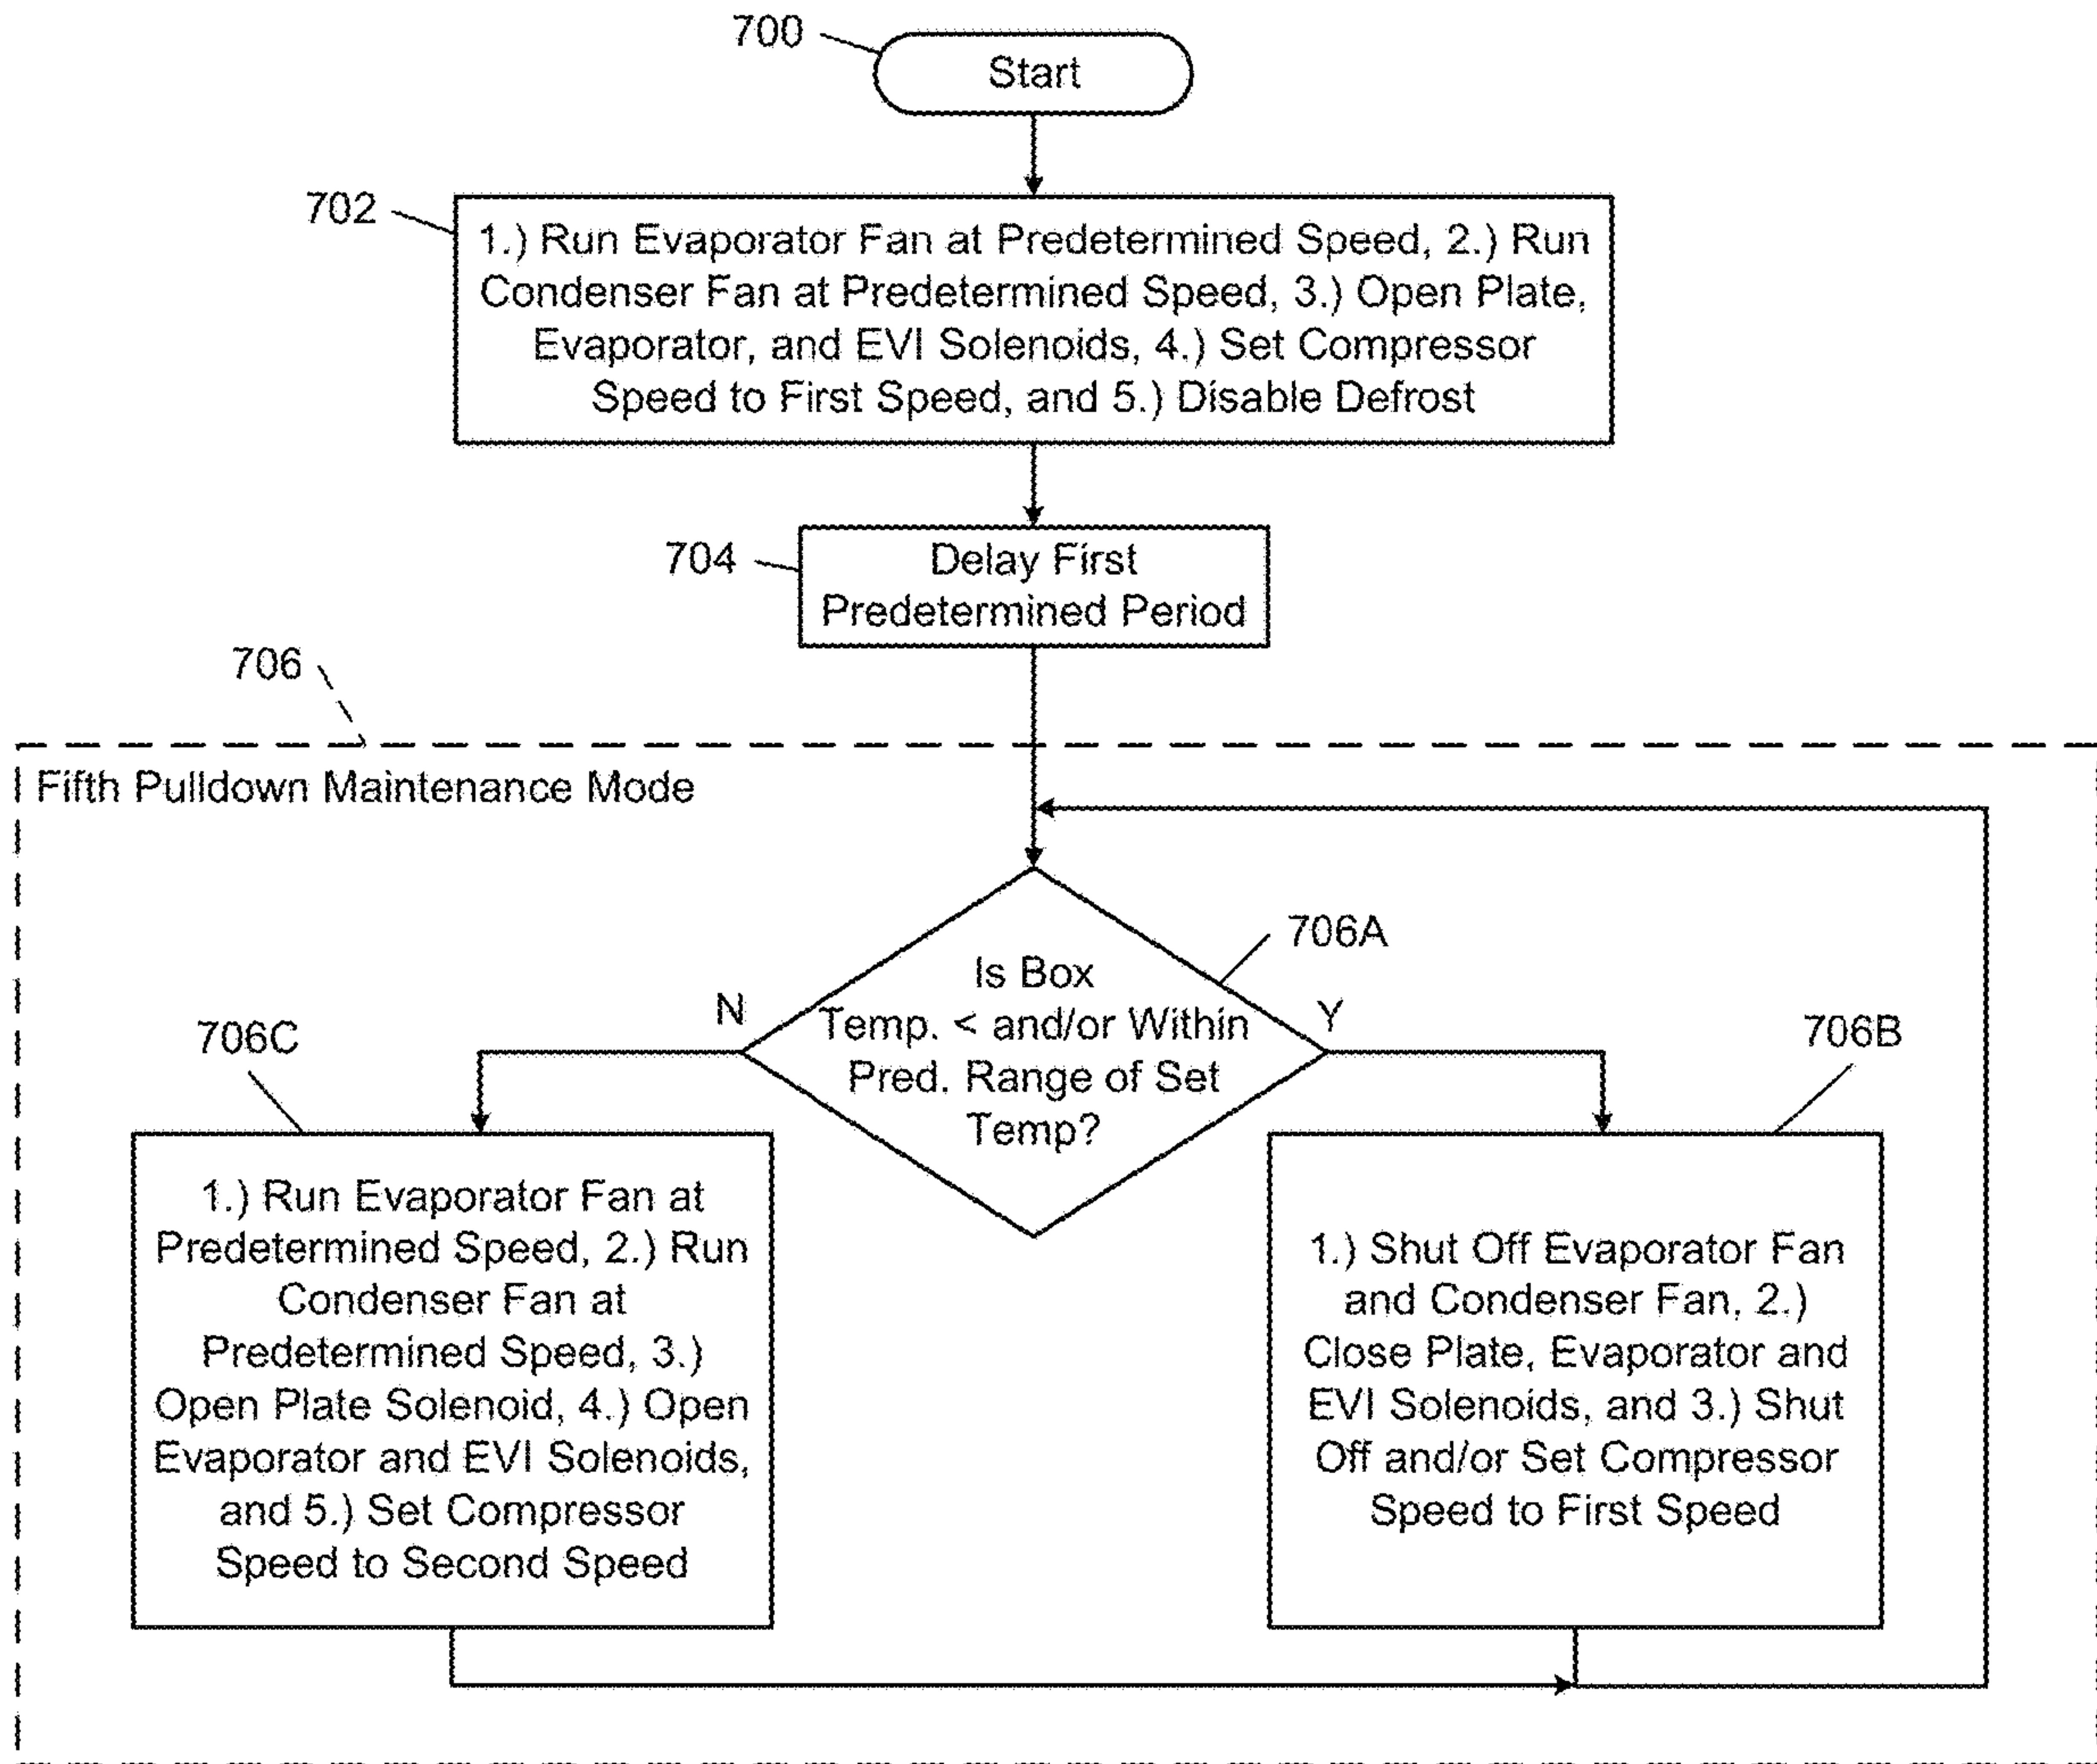 700
Start
702
1.) Run Evaporator Fan at Predetermined Speed, 2.) Run
Condenser Fan at Predetermined Speed, 3.) Open Plate,
Evaporator, and EVI Solenoids, 4.) Set Compressor
Speed to First Speed, and 5.) Disable Defrost
704
Delay First
Predetermined Period
706
Fifth Pulldown Maintenance Mode
706A
Is Box
Temp. < and/or Within
Pred. Range of Set
Temp?
N
Y
706C
1.) Run Evaporator Fan at
Predetermined Speed, 2.) Run
Condenser Fan at
Predetermined Speed, 3.)
Open Plate Solenoid, 4.) Open
Evaporator and EVI Solenoids,
and 5.) Set Compressor
Speed to Second Speed
706B
1.) Shut Off Evaporator Fan
and Condenser Fan, 2.)
Close Plate, Evaporator and
EVI Solenoids, and 3.) Shut
Off and/or Set Compressor
Speed to First Speed